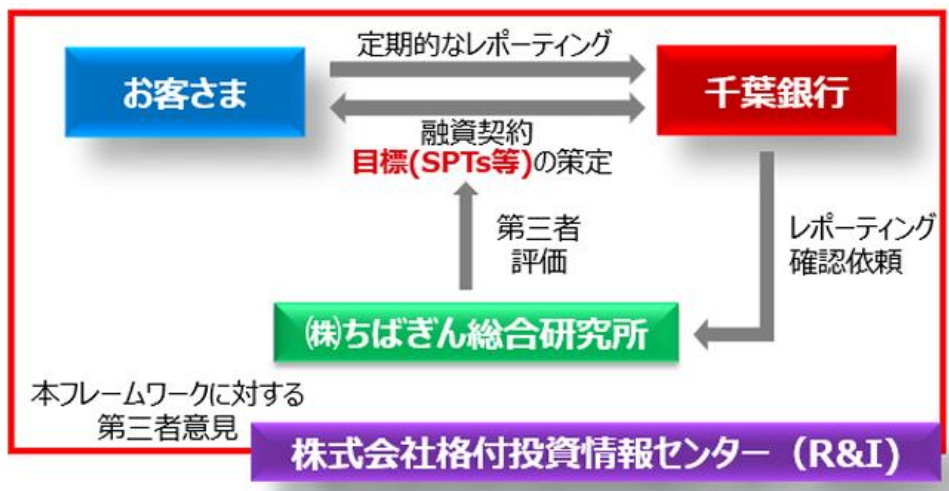 定期的なレポーティング
お客さま
千葉銀行
融資契約
目標(SPTs等)の策定
第三者
評価
レポーティング
確認依頼
㈱ちばぎん総合研究所
本フレームワークに対する
第三者意見
株式会社格付投資情報センター（R&I）